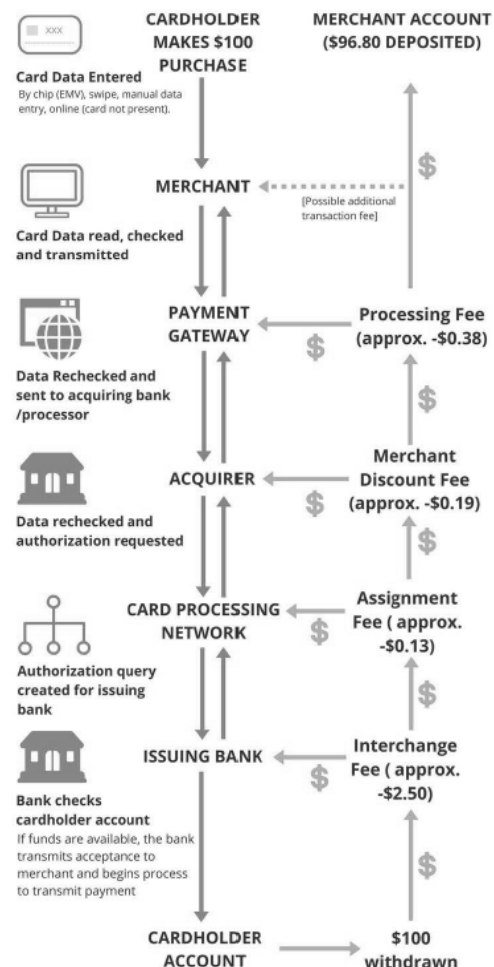 CARDHOLDER
MAKES $100
PURCHASE
MERCHANT ACCOUNT
($96.80 DEPOSITED)
XXX
Card Data Entered
By chip (EMV), swipe, manual data
entry, online (card not present).
$
MERCHANT
[Possible additional
transaction fee]
Card Data read, checked
and transmitted
PAYMENT
GATEWAY
$
Processing Fee
(approx. -$0.38)
Data Rechecked and
sent to acquiring bank
/processor
$
ACQUIRER
$
Merchant
Discount Fee
(approx. -$0.19)
Data rechecked and
authorization requested
$
CARD PROCESSING
NETWORK
$
Assignment
Fee ( approx.
-$0.13)
Authorization query
created for issuing
bank
$
ISSUING BANK
$
Interchange
Fee ( approx.
-$2.50)
Bank checks
cardholder account
If funds are available, the bank
transmits acceptance to
merchant and begins process
to transmit payment
$
CARDHOLDER
ACCOUNT
$100
withdrawn